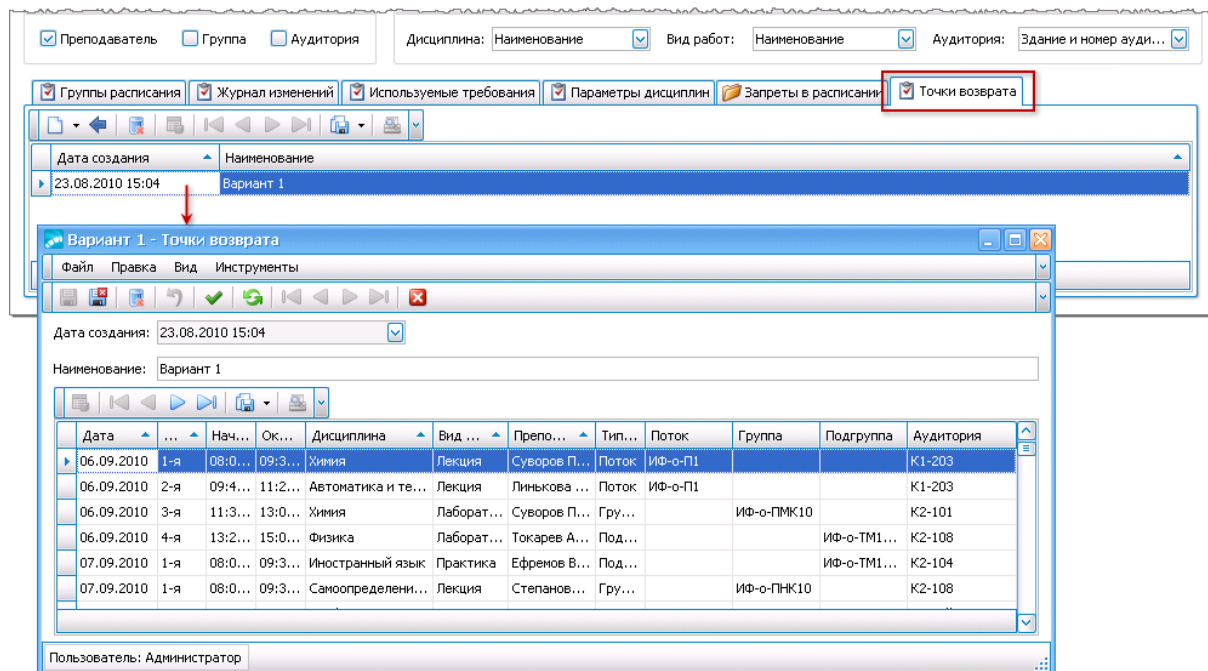 Преподаватель Группа Аудитория Дисциплина: Наименование Вид работ: Наименование Аудитория: Здание и номер ауди...
Группы расписания Журнал изменений Используемые требования Параметры дисциплин Запреты в расписании Точки возврата
Дата создания Наименование
23.08.2010 15:04 Вариант 1
Вариант 1 - Точки возврата
Файл Правка Вид Инструменты
Дата создания: 23.08.2010 15:04
Наименование: Вариант 1
Дата ... Нач... Ок... Дисциплина Вид ... Препо... Тип... Поток Группа Подгруппа Аудитория
06.09.2010 1-я 08:0... 09:3... Химия Лекция Суворов П... Поток ИФ-о-П1 К1-203
06.09.2010 2-я 09:4... 11:2... Автоматика и те... Лекция Линькова ... Поток ИФ-о-П1 К1-203
06.09.2010 3-я 11:3... 13:0... Химия Лаборат... Суворов П... Гру... ИФ-о-ПМК10 К2-101
06.09.2010 4-я 13:2... 15:0... Физика Лаборат... Токарев А... Под... ИФ-о-ТМ1... К2-108
07.09.2010 1-я 08:0... 09:3... Иностранный язык Практика Ефремов В... Под... ИФ-о-ТМ1... К2-104
07.09.2010 1-я 08:0... 09:3... Самоопределени... Лекция Степанов... Гру... ИФ-о-ПНК10 К2-108
Пользователь: Администратор